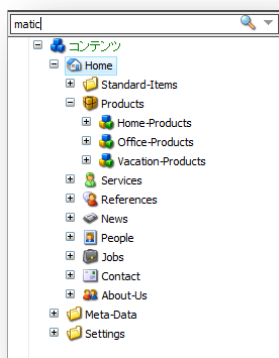 matic
コンテンツ
Home
Standard-Items
Products
Home-Products
Office-Products
Vacation-Products
Services
References
News
People
Jobs
Contact
About-Us
Meta-Data
Settings